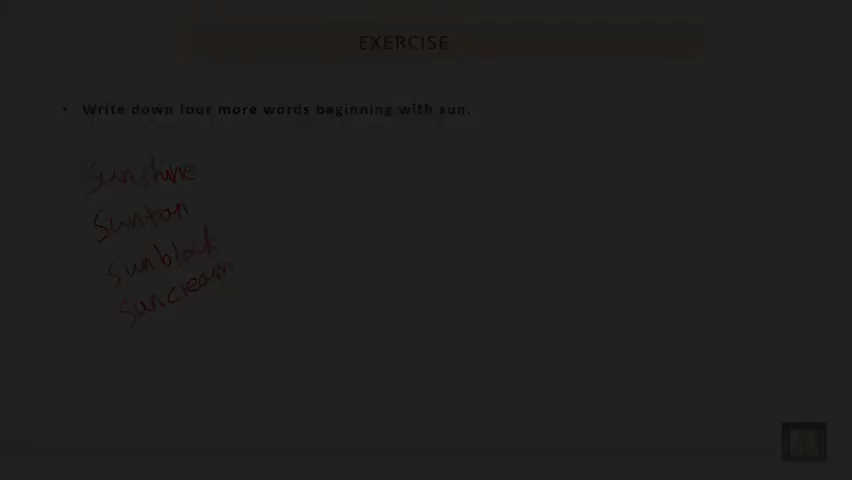 EXERCISE
• Write down four more words beginning with sun.
sunshine
Suntan
sunblock
suncream